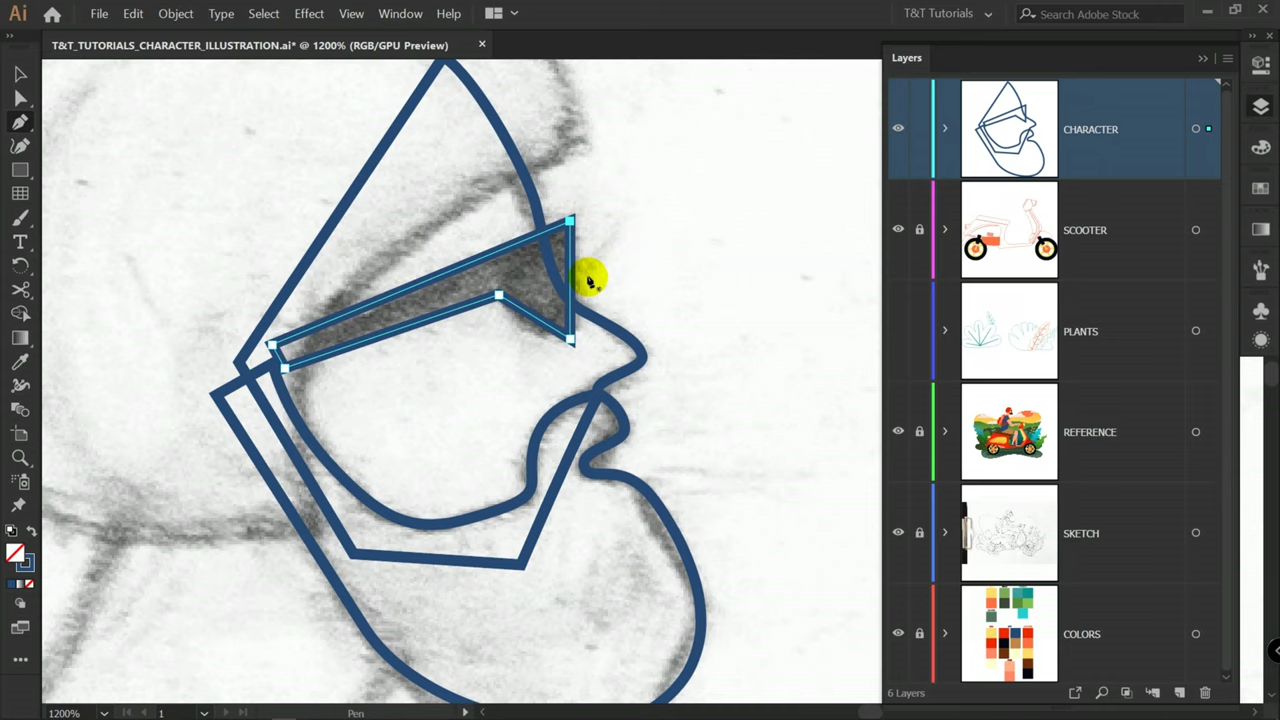 Ai File Edit Object Type Select Effect View Window Help T&T Tutorials Search Adobe Stock
T&T_TUTORIALS_CHARACTER_ILLUSTRATION.ai* @ 1200% (RGB/GPU Preview)
Layers
CHARACTER
SCOOTER
PLANTS
REFERENCE
SKETCH
COLORS
6 Layers
1200% 1 Pen